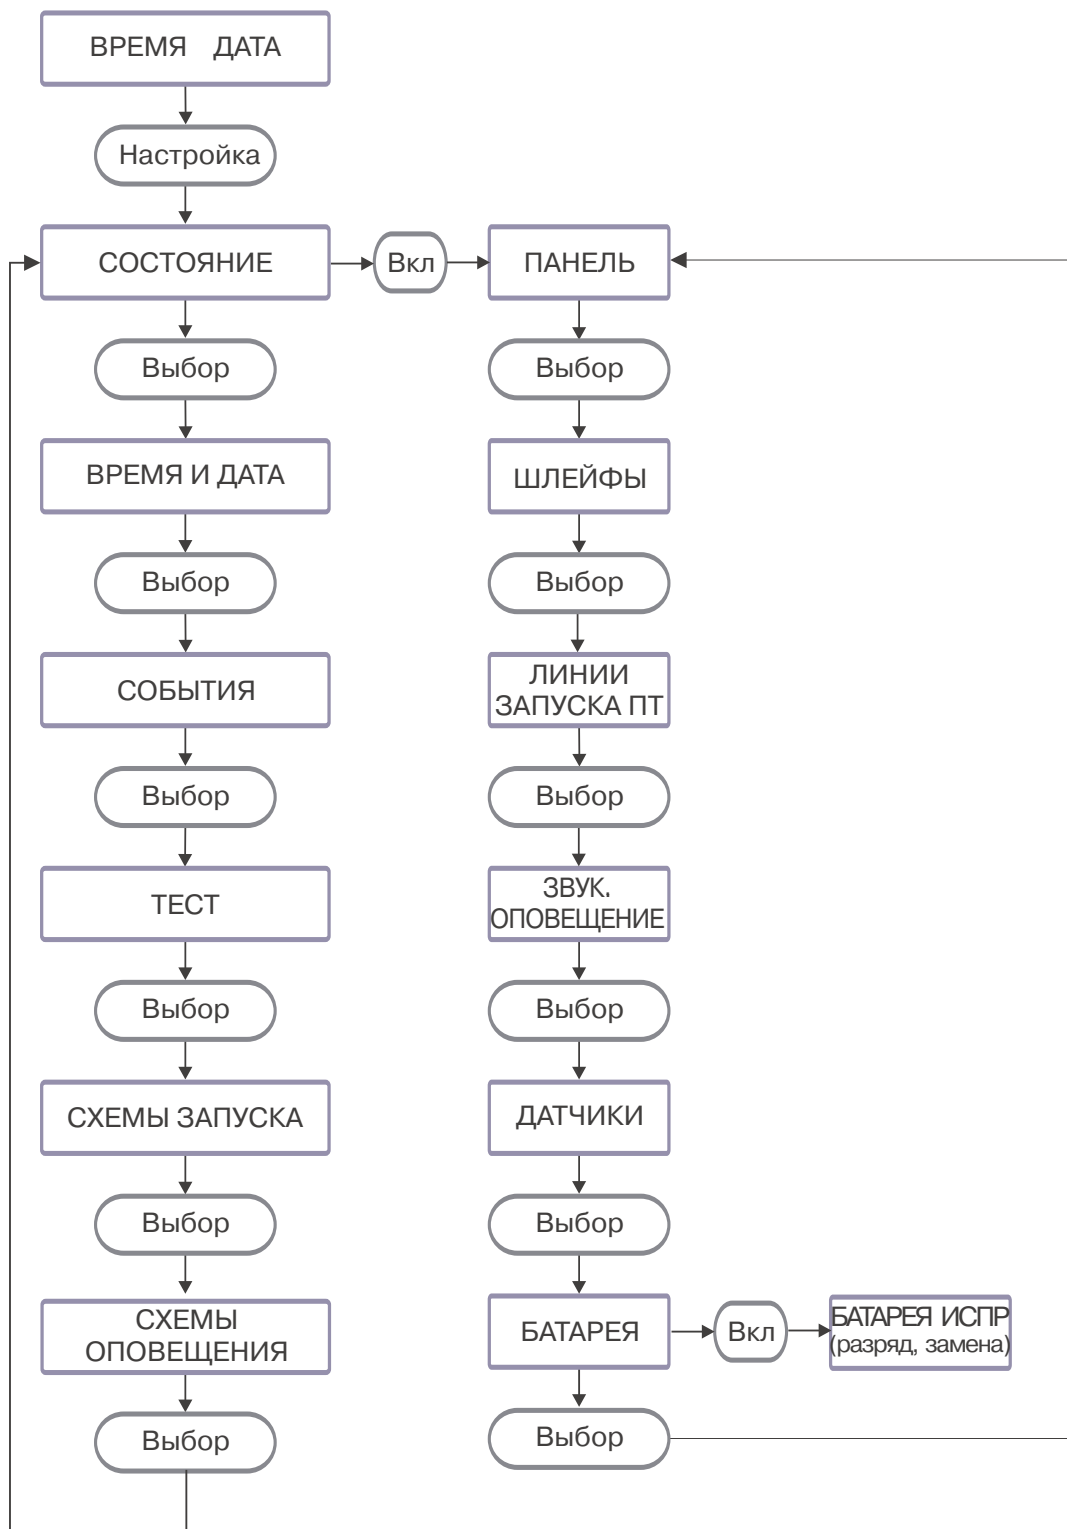 ВРЕМЯ ДАТА
Настройка
СОСТОЯНИЕ
Вкл
ПАНЕЛЬ
Выбор
Выбор
ВРЕМЯ И ДАТА
ШЛЕЙФЫ
Выбор
Выбор
СОБЫТИЯ
ЛИНИИ
ЗАПУСКА ПТ
Выбор
Выбор
ТЕСТ
ЗВУК.
ОПОВЕЩЕНИЕ
Выбор
Выбор
СХЕМЫ ЗАПУСКА
ДАТЧИКИ
Выбор
Выбор
СХЕМЫ
ОПОВЕЩЕНИЯ
БАТАРЕЯ
Вкл
БАТАРЕЯ ИСПР
(разряд, замена)
Выбор
Выбор